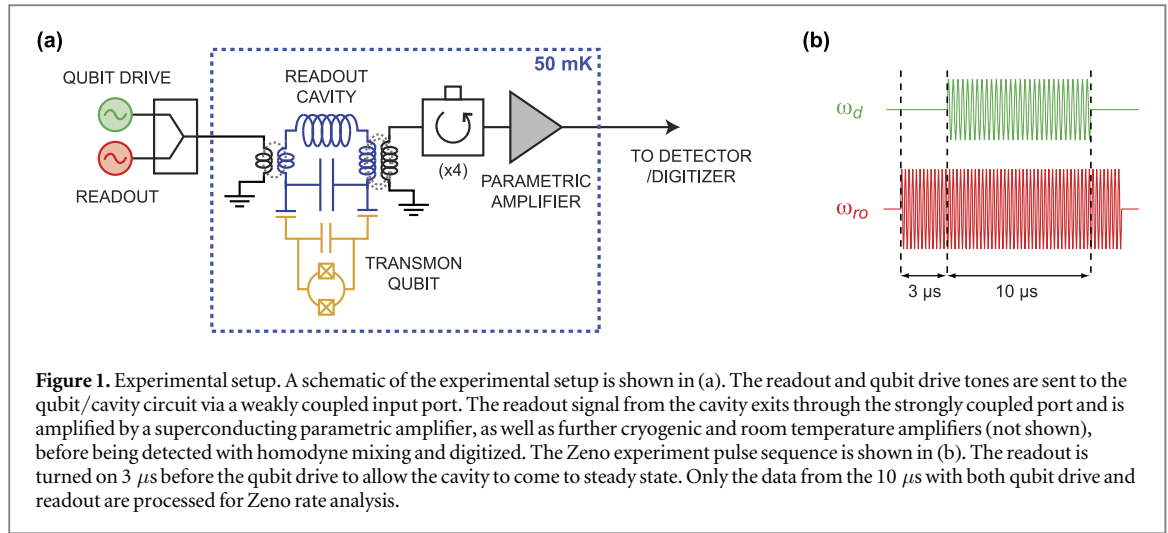 (a)
QUBIT DRIVE
READOUT
READOUT
CAVITY
50 mK
(x4)
PARAMETRIC
AMPLIFIER
TRANSMON
QUBIT
TO DETECTOR
/DIGITIZER
(b)
ω_d
ω_ro
3 µs
10 µs
Figure 1. Experimental setup. A schematic of the experimental setup is shown in (a). The readout and qubit drive tones are sent to the
qubit/cavity circuit via a weakly coupled input port. The readout signal from the cavity exits through the strongly coupled port and is
amplified by a superconducting parametric amplifier, as well as further cryogenic and room temperature amplifiers (not shown),
before being detected with homodyne mixing and digitized. The Zeno experiment pulse sequence is shown in (b). The readout is
turned on 3 µs before the qubit drive to allow the cavity to come to steady state. Only the data from the 10 µs with both qubit drive and
readout are processed for Zeno rate analysis.